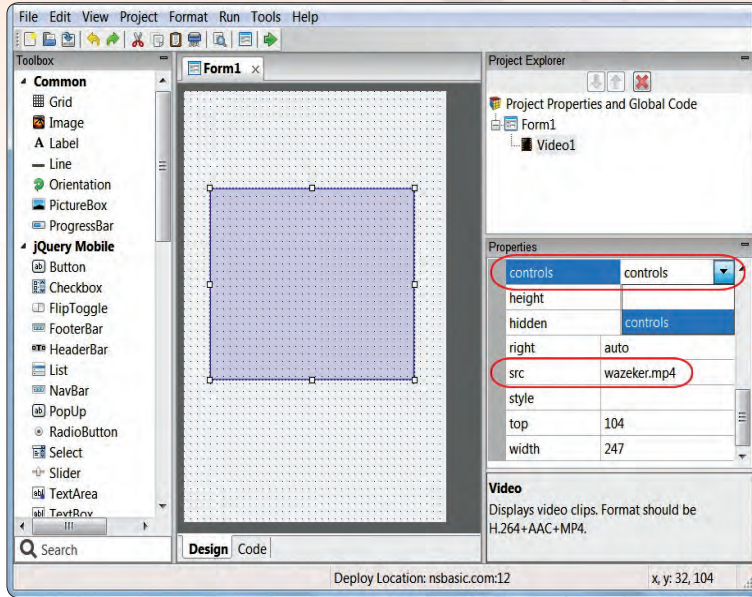 File Edit View Project Format Run Tools Help
Toolbox
Common
Grid
Image
A Label
Line
Orientation
PictureBox
ProgressBar
jQuery Mobile
ab Button
Checkbox
FlipToggle
FooterBar
HeaderBar
List
NavBar
ab PopUp
RadioButton
Select
Slider
ab TextArea
ab TextBox
Search
Form1 x
Design Code
Project Explorer
Project Properties and Global Code
Form1
Video1
Properties
controls controls
height
hidden controls
right auto
src wazeker.mp4
style
top 104
width 247
Video
Displays video clips. Format should be
H.264+AAC+MP4.
Deploy Location: nsbasic.com:12 x, y: 32, 104